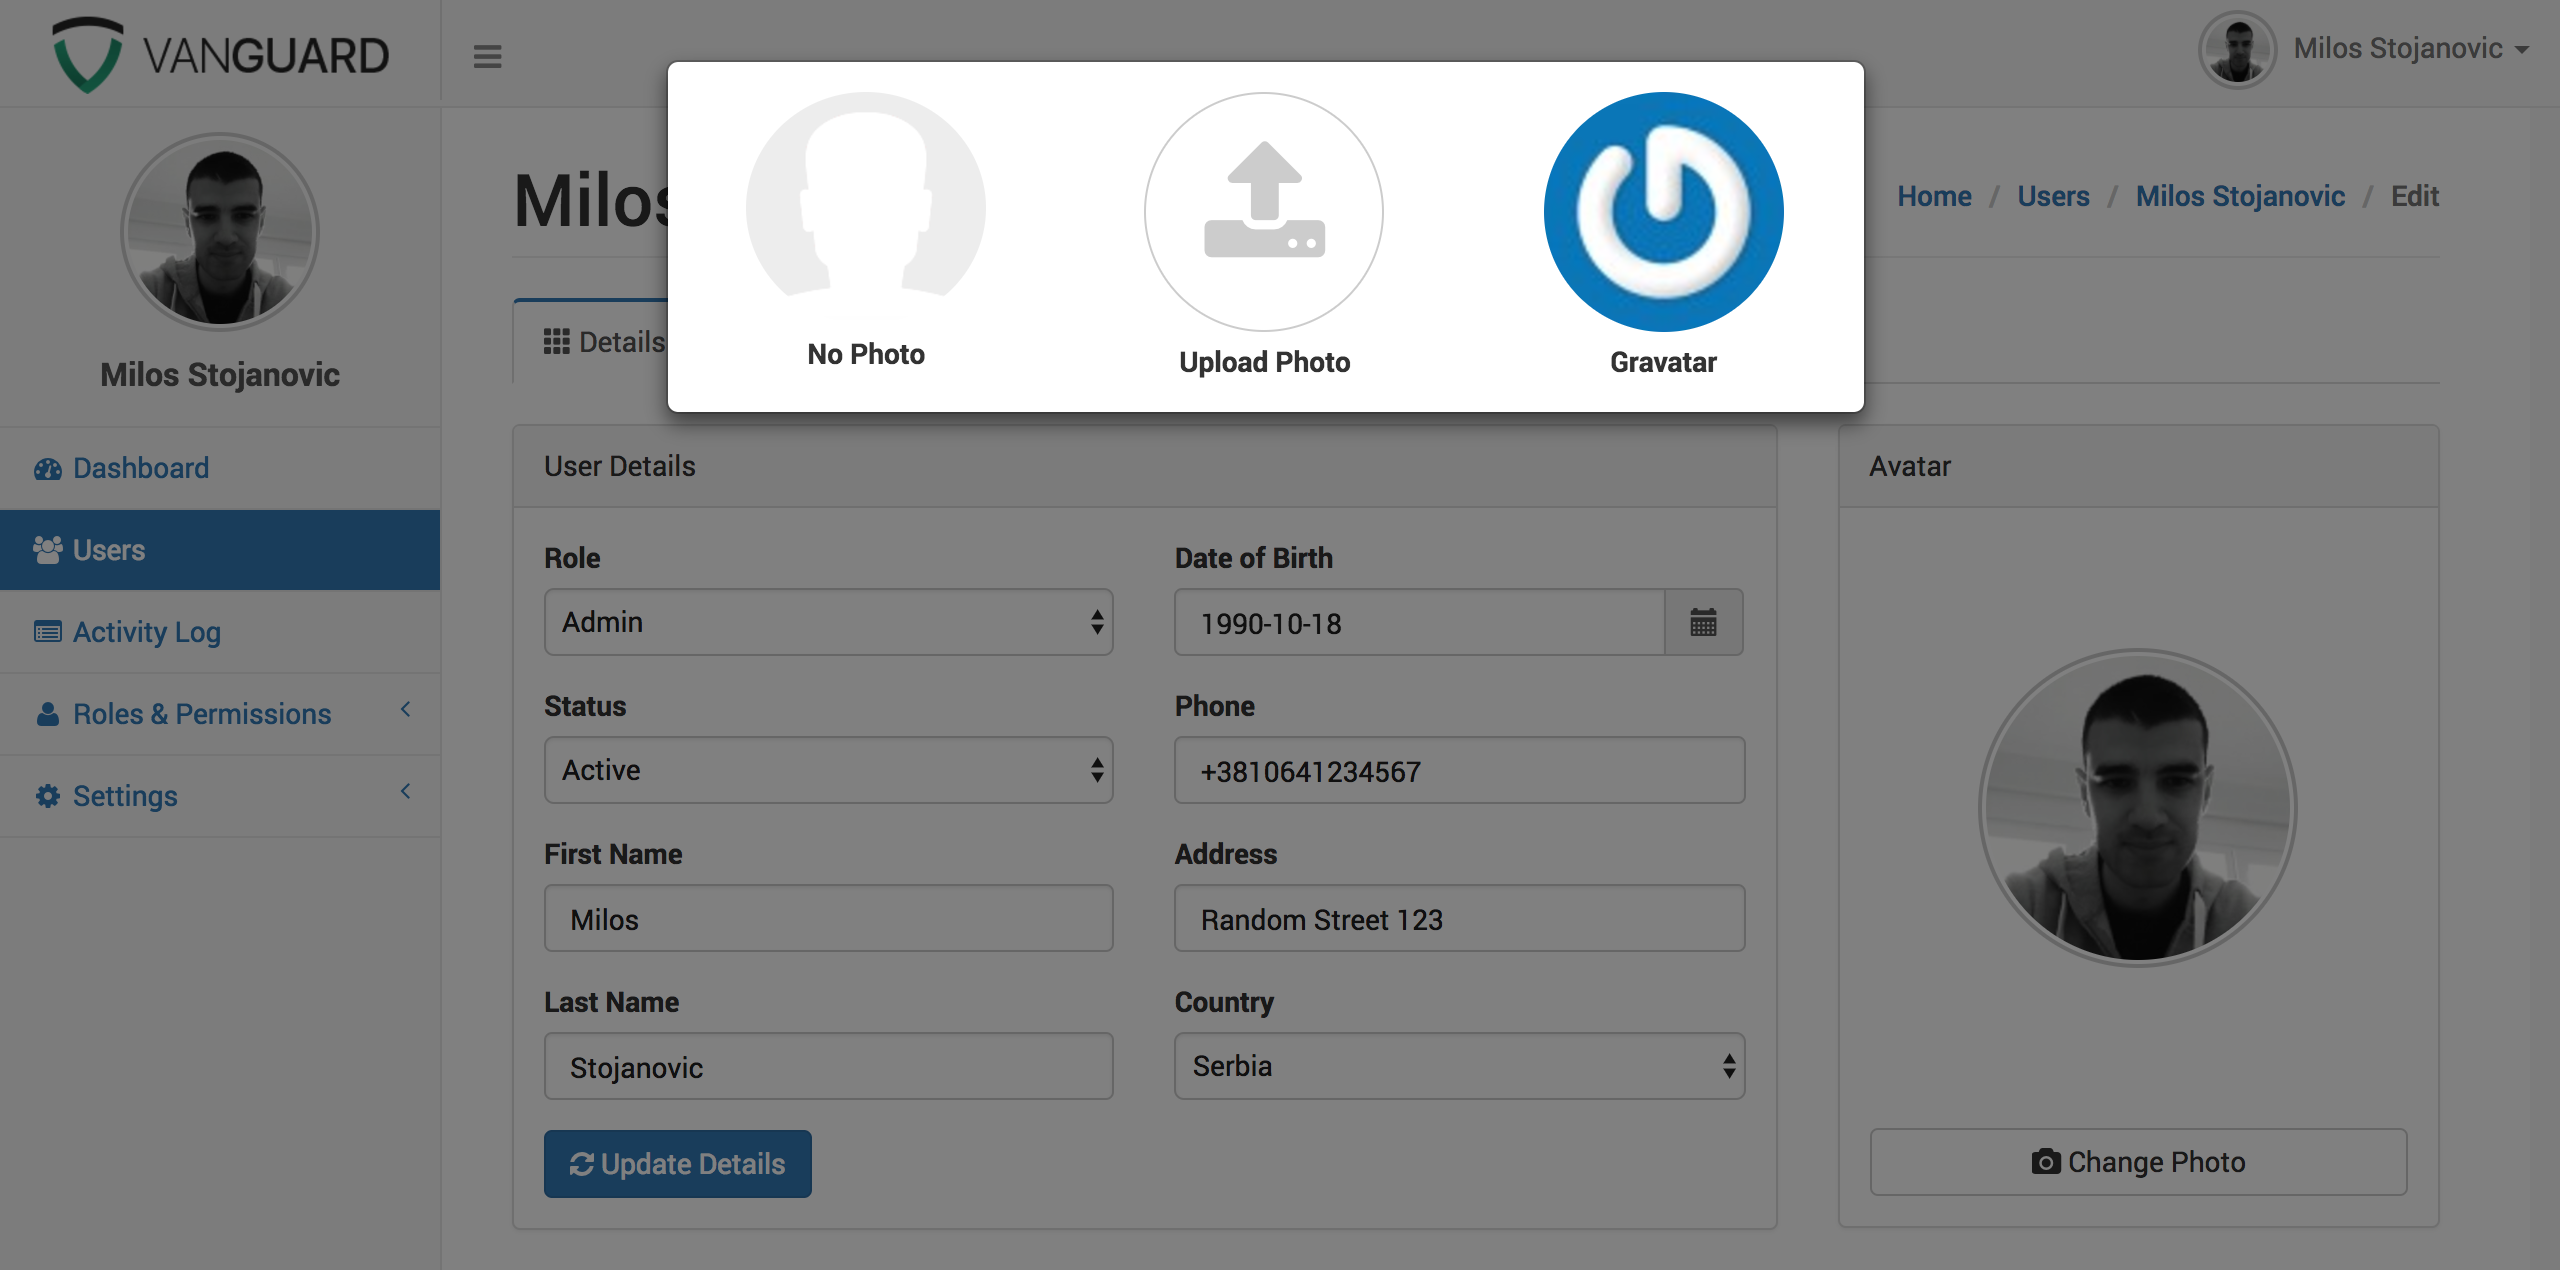 VANGUARD
Milos Stojanovic
No Photo
Upload Photo
Gravatar
Milos
Home / Users / Milos Stojanovic / Edit
Details
Milos Stojanovic
Dashboard
Users
Activity Log
Roles & Permissions
Settings
User Details
Role
Admin
Date of Birth
1990-10-18
Status
Active
Phone
+3810641234567
First Name
Milos
Address
Random Street 123
Last Name
Stojanovic
Country
Serbia
Update Details
Avatar
Change Photo